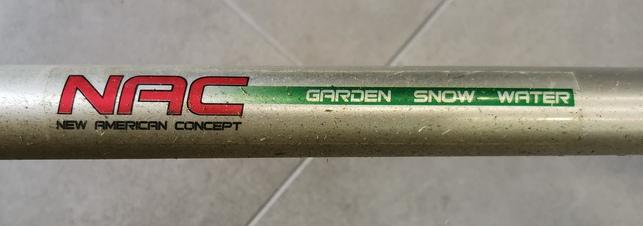 NAC GARDEN SNOW WATER
NEW AMERICAN CONCEPT